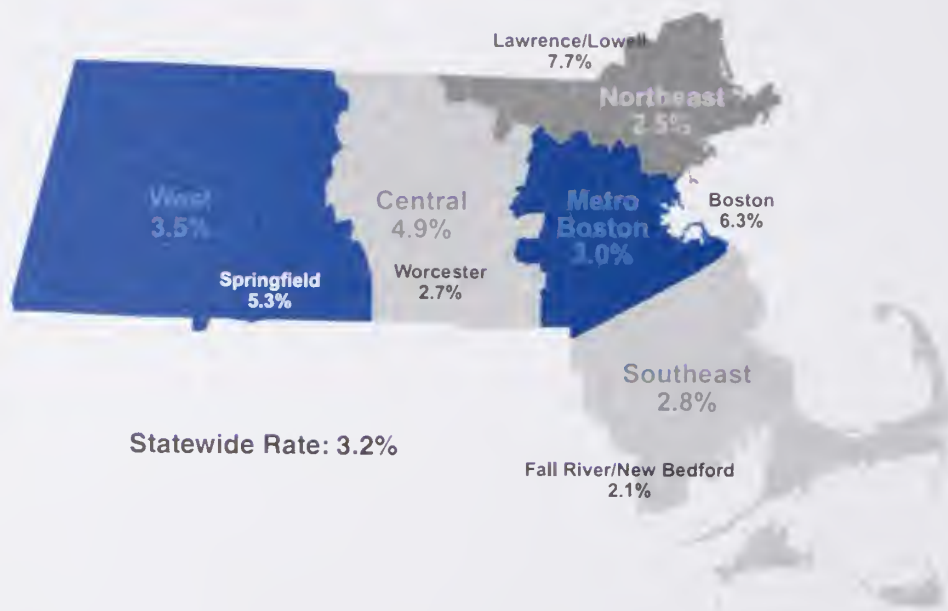 Lawrence/Lowell
7.7%
Northeast
2.5%
West
3.5%
Central
4.9%
Metro
Boston
3.0%
Boston
6.3%
Springfield
5.3%
Worcester
2.7%
Southeast
2.8%
Statewide Rate: 3.2%
Fall River/New Bedford
2.1%